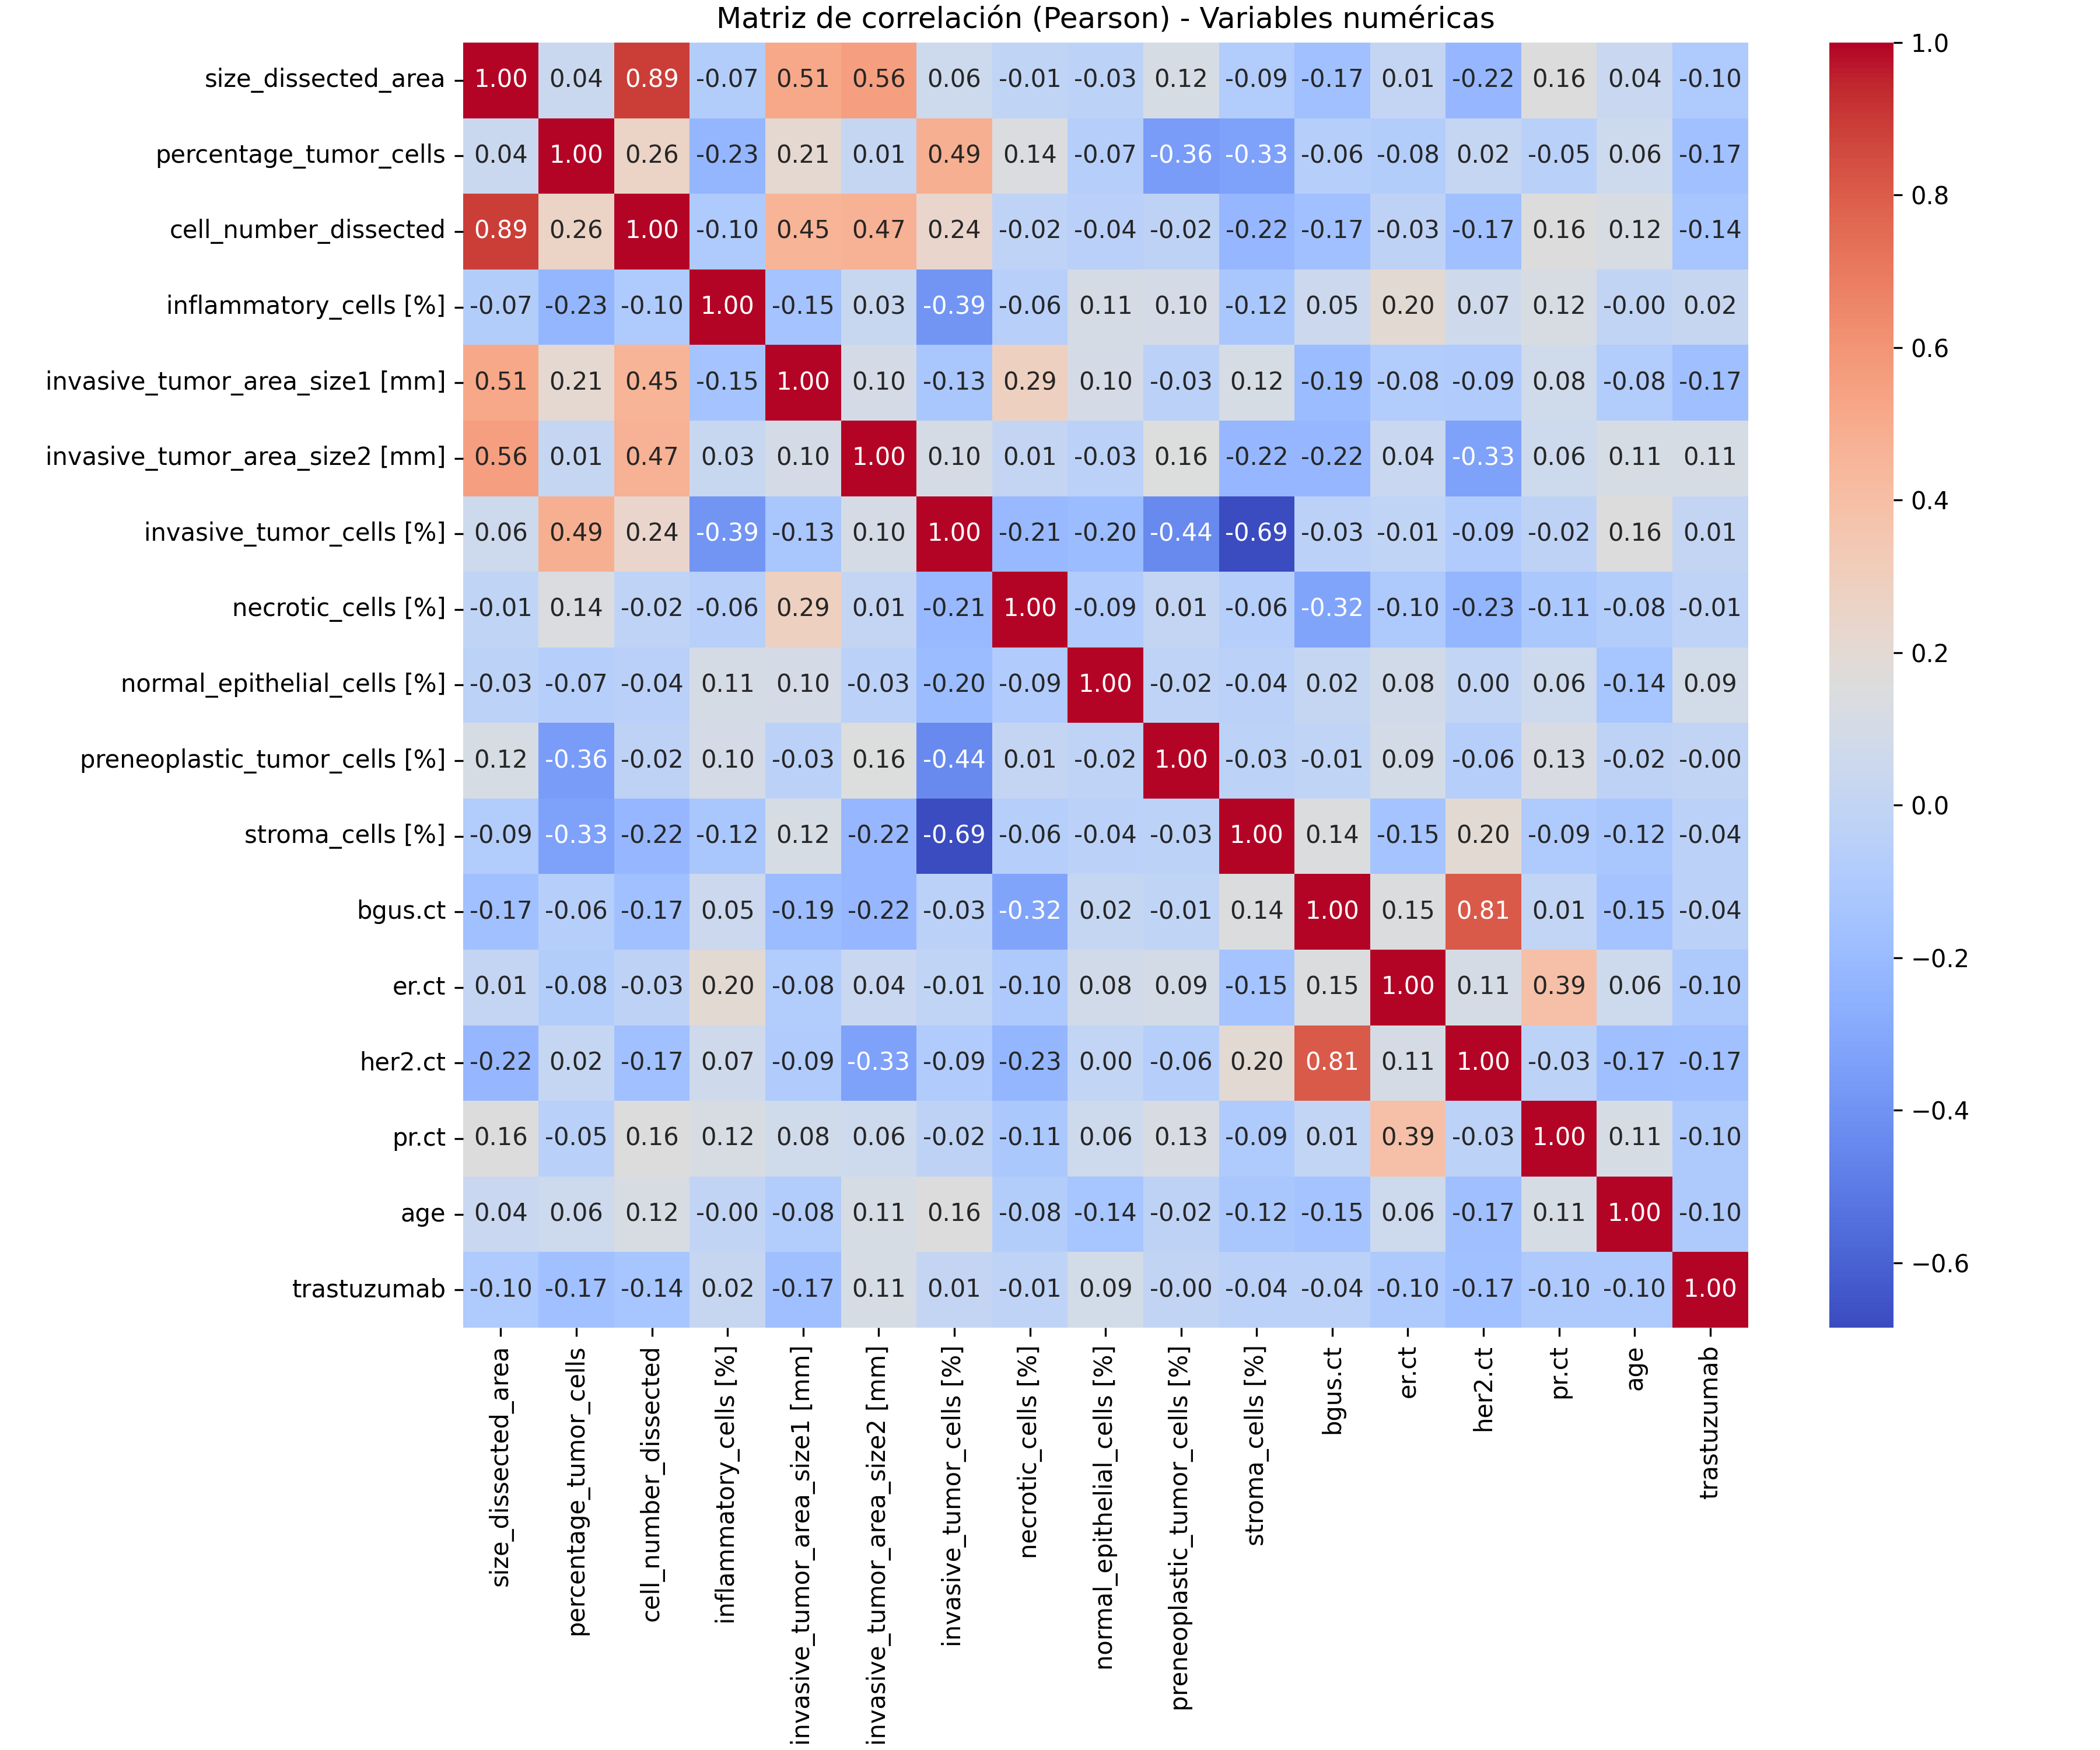 Matriz de correlación (Pearson) - Variables numéricas
size_dissected_area 1.00 0.04 0.89 -0.07 0.51 0.56 0.06 -0.01 -0.03 0.12 -0.09 -0.17 0.01 -0.22 0.16 0.04 -0.10
percentage_tumor_cells 0.04 1.00 0.26 -0.23 0.21 0.01 0.49 0.14 -0.07 -0.36 -0.33 -0.06 -0.08 0.02 -0.05 0.06 -0.17
cell_number_dissected 0.89 0.26 1.00 -0.10 0.45 0.47 0.24 -0.02 -0.04 -0.02 -0.22 -0.17 -0.03 -0.17 0.16 0.12 -0.14
inflammatory_cells [%] -0.07 -0.23 -0.10 1.00 -0.15 0.03 -0.39 -0.06 0.11 0.10 -0.12 0.05 0.20 0.07 0.12 -0.00 0.02
invasive_tumor_area_size1 [mm] 0.51 0.21 0.45 -0.15 1.00 0.10 -0.13 0.29 0.10 -0.03 0.12 -0.19 -0.08 -0.09 0.08 -0.08 -0.17
invasive_tumor_area_size2 [mm] 0.56 0.01 0.47 0.03 0.10 1.00 0.10 0.01 -0.03 0.16 -0.22 -0.22 0.04 -0.33 0.06 0.11 0.11
invasive_tumor_cells [%] 0.06 0.49 0.24 -0.39 -0.13 0.10 1.00 -0.21 -0.20 -0.44 -0.69 -0.03 -0.01 -0.09 -0.02 0.16 0.01
necrotic_cells [%] -0.01 0.14 -0.02 -0.06 0.29 0.01 -0.21 1.00 -0.09 0.01 -0.06 -0.32 -0.10 -0.23 -0.11 -0.08 -0.01
normal_epithelial_cells [%] -0.03 -0.07 -0.04 0.11 0.10 -0.03 -0.20 -0.09 1.00 -0.02 -0.04 0.02 0.08 0.00 0.06 -0.14 0.09
preneoplastic_tumor_cells [%] 0.12 -0.36 -0.02 0.10 -0.03 0.16 -0.44 0.01 -0.02 1.00 -0.03 -0.01 0.09 -0.06 0.13 -0.02 -0.00
stroma_cells [%] -0.09 -0.33 -0.22 -0.12 0.12 -0.22 -0.69 -0.06 -0.04 -0.03 1.00 0.14 -0.15 0.20 -0.09 -0.12 -0.04
bgus.ct -0.17 -0.06 -0.17 0.05 -0.19 -0.22 -0.03 -0.32 0.02 -0.01 0.14 1.00 0.15 0.81 0.01 -0.15 -0.04
er.ct 0.01 -0.08 -0.03 0.20 -0.08 0.04 -0.01 -0.10 0.08 0.09 -0.15 0.15 1.00 0.11 0.39 0.06 -0.10
her2.ct -0.22 0.02 -0.17 0.07 -0.09 -0.33 -0.09 -0.23 0.00 -0.06 0.20 0.81 0.11 1.00 -0.03 -0.17 -0.17
pr.ct 0.16 -0.05 0.16 0.12 0.08 0.06 -0.02 -0.11 0.06 0.13 -0.09 0.01 0.39 -0.03 1.00 0.11 -0.10
age 0.04 0.06 0.12 -0.00 -0.08 0.11 0.16 -0.08 -0.14 -0.02 -0.12 -0.15 0.06 -0.17 0.11 1.00 -0.10
trastuzumab -0.10 -0.17 -0.14 0.02 -0.17 0.11 0.01 -0.01 0.09 -0.00 -0.04 -0.04 -0.10 -0.17 -0.10 -0.10 1.00
size_dissected_area
percentage_tumor_cells
cell_number_dissected
inflammatory_cells [%]
invasive_tumor_area_size1 [mm]
invasive_tumor_area_size2 [mm]
invasive_tumor_cells [%]
necrotic_cells [%]
normal_epithelial_cells [%]
preneoplastic_tumor_cells [%]
stroma_cells [%]
bgus.ct
er.ct
her2.ct
pr.ct
age
trastuzumab
1.0
0.8
0.6
0.4
0.2
0.0
−0.2
−0.4
−0.6